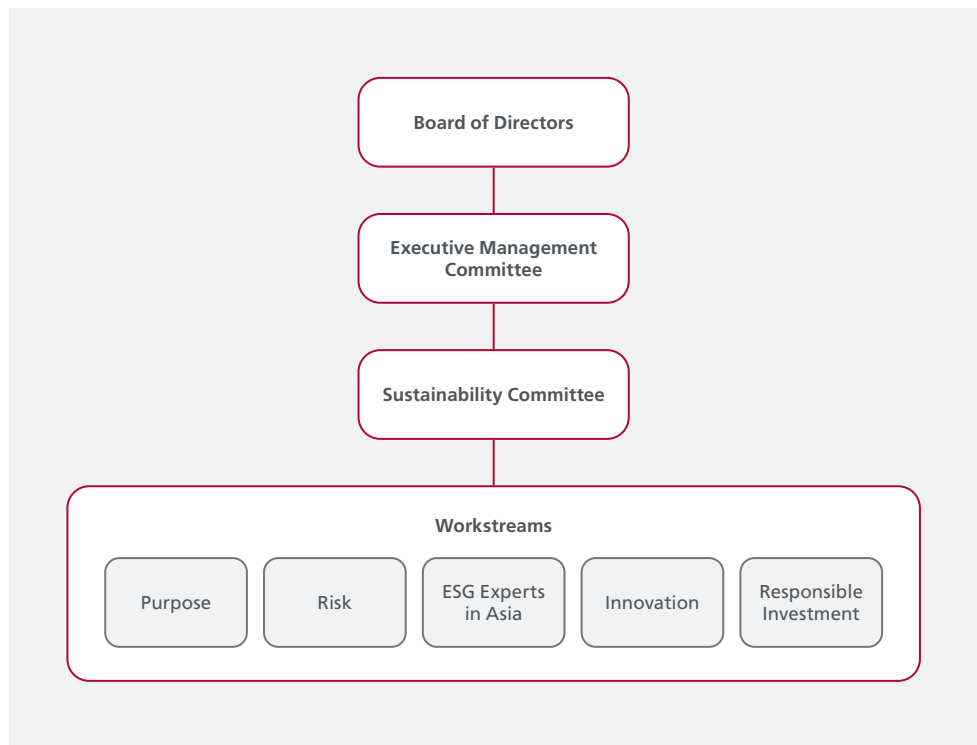 Board of Directors
Executive Management
Committee
Sustainability Committee
Workstreams
Purpose
Risk
ESG Experts
in Asia
Innovation
Responsible
Investment